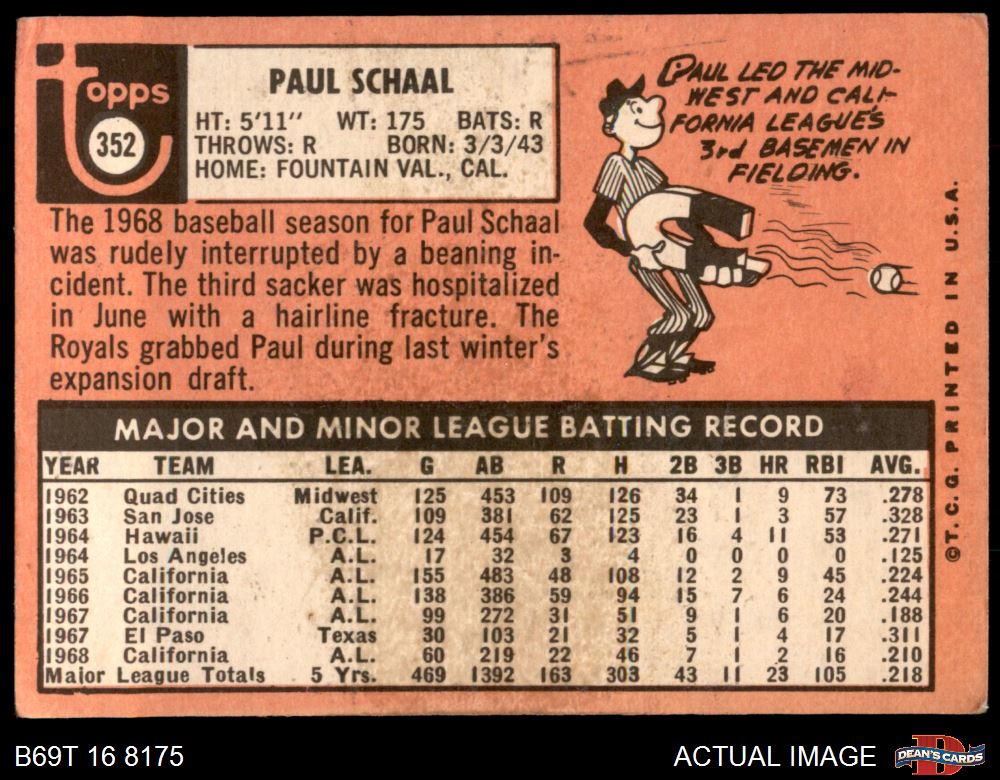 topps
352
PAUL SCHAAL
HT: 5'11" WT: 175 BATS: R
THROWS: R BORN: 3/3/43
HOME: FOUNTAIN VAL., CAL.
The 1968 baseball season for Paul Schaal
was rudely interrupted by a beaning in-
cident. The third sacker was hospitalized
in June with a hairline fracture. The
Royals grabbed Paul during last winter's
expansion draft.
PAUL LED THE MID-
WEST AND CALI-
FORNIA LEAGUE'S
3rd BASEMEN IN
FIELDING.
MAJOR AND MINOR LEAGUE BATTING RECORD
YEAR TEAM LEA. G AB R H 2B 3B HR RBI AVG.
1962 Quad Cities Midwest 125 453 109 126 34 1 9 73 .278
1963 San Jose Calif. 109 381 62 125 23 1 3 57 .328
1964 Hawaii P.C.L. 124 454 67 123 16 4 11 53 .271
1964 Los Angeles A.L. 17 32 3 4 0 0 0 0 .125
1965 California A.L. 155 483 48 108 12 2 9 45 .224
1966 California A.L. 138 386 59 94 15 7 6 24 .244
1967 California A.L. 99 272 31 51 9 1 6 20 .188
1967 El Paso Texas 30 103 21 32 5 1 4 17 .311
1968 California A.L. 60 219 22 46 7 1 2 16 .210
Major League Totals 5 Yrs. 469 1392 163 303 43 11 23 105 .218
©T.C.G. PRINTED IN U.S.A.
B69T 16 8175
ACTUAL IMAGE
D
DEAN'S CARDS